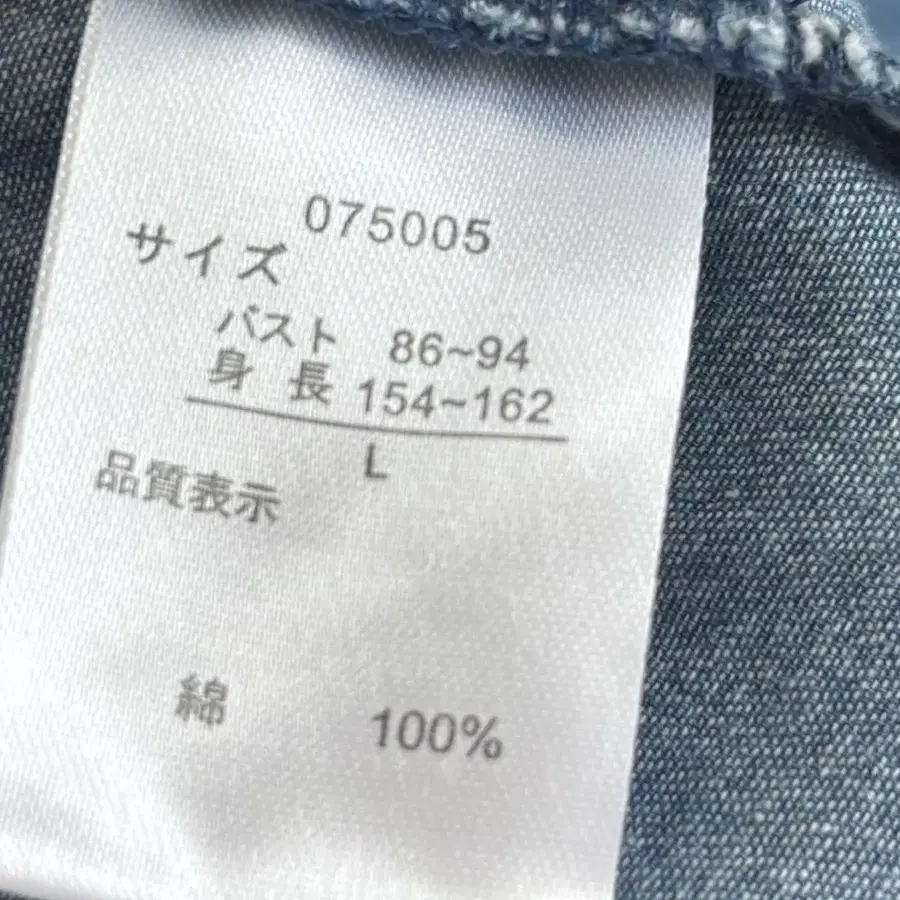 075005
サイズ
バスト 86~94
身長 154~162
L
品質表示
綿 100%